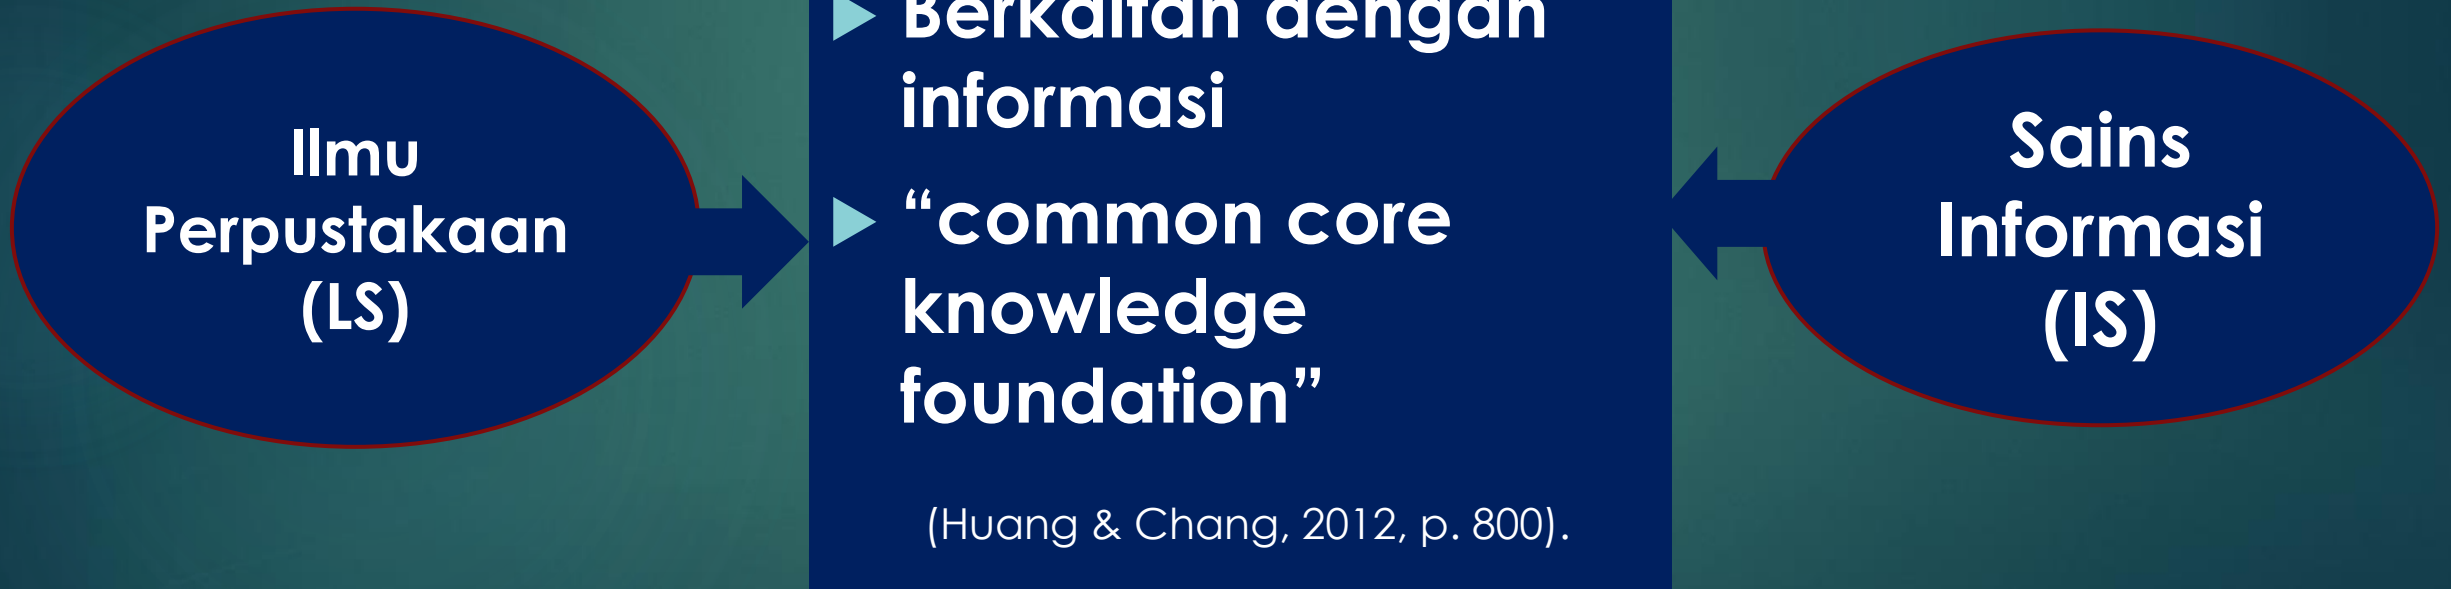 Ilmu
Perpustakaan
(LS)
Berkaitan dengan
informasi
“common core
knowledge
foundation”
(Huang & Chang, 2012, p. 800).
Sains
Informasi
(IS)